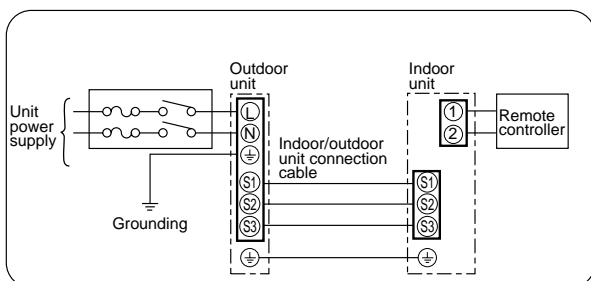 Outdoor
unit
Indoor
unit
Unit
power
supply
L
N
Indoor/outdoor
unit connection
cable
1
2
Remote
controller
Grounding
S1
S2
S3
S1
S2
S3